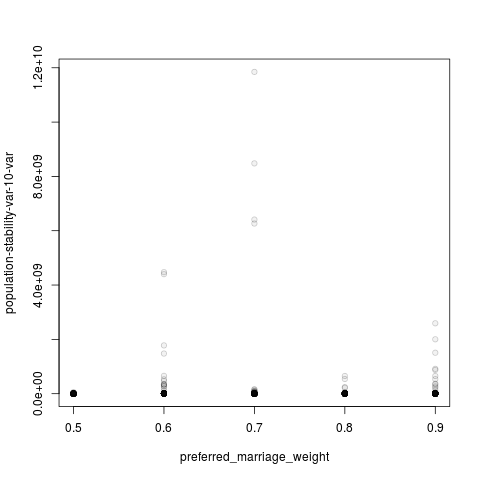 1.2e+10
8.0e+09
4.0e+09
0.0e+00
population-stability-var-10-var
0.5 0.6 0.7 0.8 0.9
preferred_marriage_weight